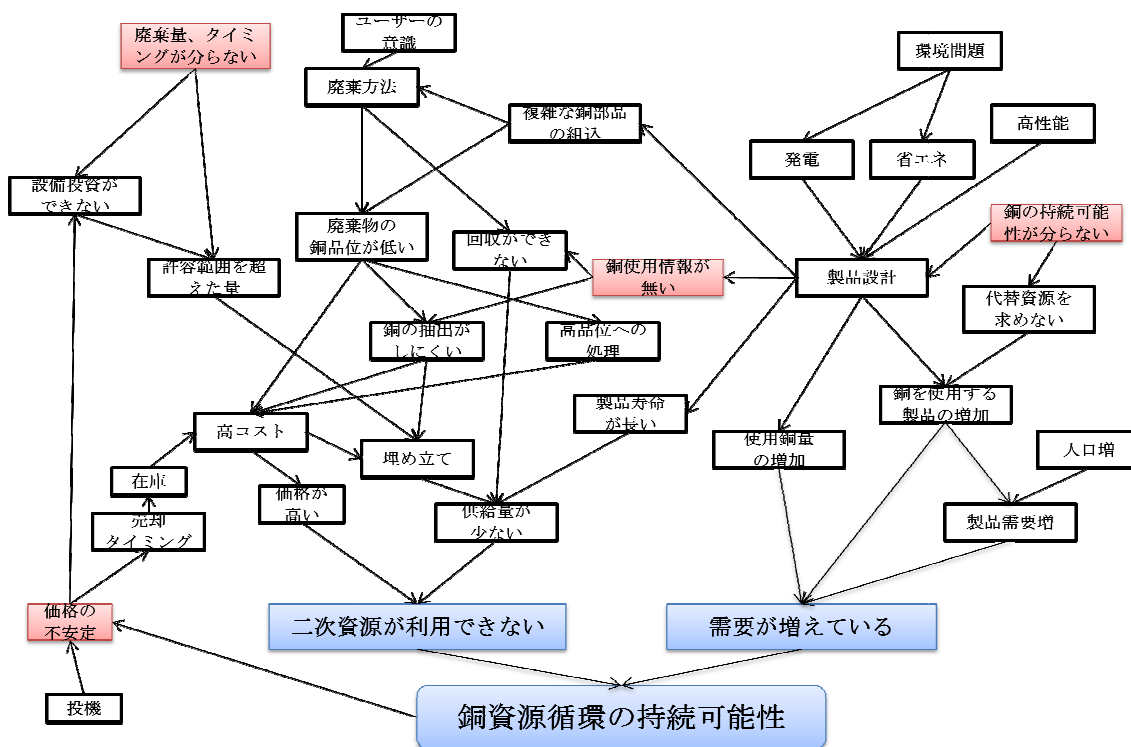 ユーザーの
意識
廃棄量、タイミ
ングが分らない
環境問題
廃棄方法
複雑な銅部品
の組込
高性能
発電
省エネ
設備投資が
できない
廃棄物の
銅品位が低い
回収ができ
ない
銅の持続可能
性が分らない
許容範囲を超
えた量
銅使用情報が
無い
製品設計
代替資源を
求めない
銅の抽出が
しにくい
高品位への
処理
製品寿命
が長い
銅を使用する
製品の増加
高コスト
埋め立て
使用銅量
の増加
人口増
在庫
価格が
高い
供給量が
少ない
売却
タイミング
製品需要増
価格の
不安定
二次資源が利用できない
需要が増えている
投機
銅資源循環の持続可能性